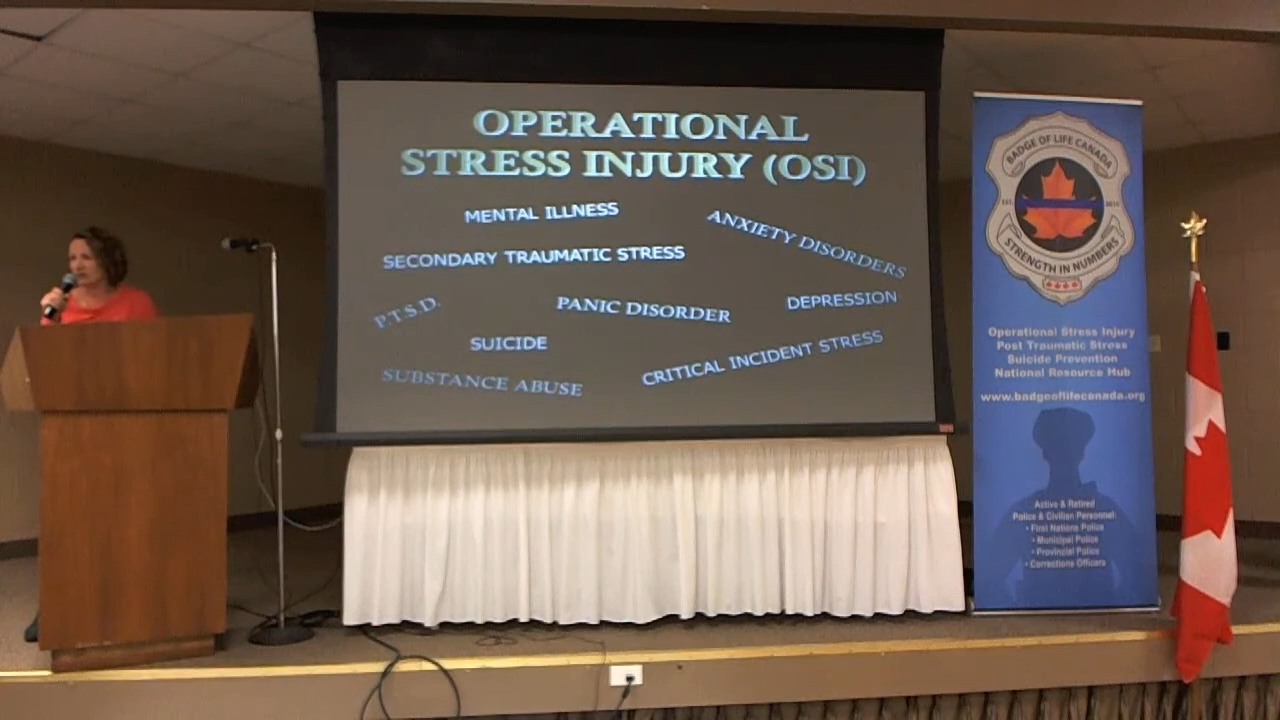 OPERATIONAL
STRESS INJURY (OSI)
MENTAL ILLNESS
ANXIETY DISORDERS
SECONDARY TRAUMATIC STRESS
P.T.S.D.
PANIC DISORDER
DEPRESSION
SUICIDE
CRITICAL INCIDENT STRESS
SUBSTANCE ABUSE
BADGE OF LIFE CANADA
EST.
STRENGTH IN NUMBERS
Operational Stress Injury
Post Traumatic Stress
Suicide Prevention
National Resource Hub
www.badgeoflifecanada.org
Active & Retired
Police & Civilian Personnel:
• First Nations Police
• Municipal Police
• Provincial Police
• Corrections Officers